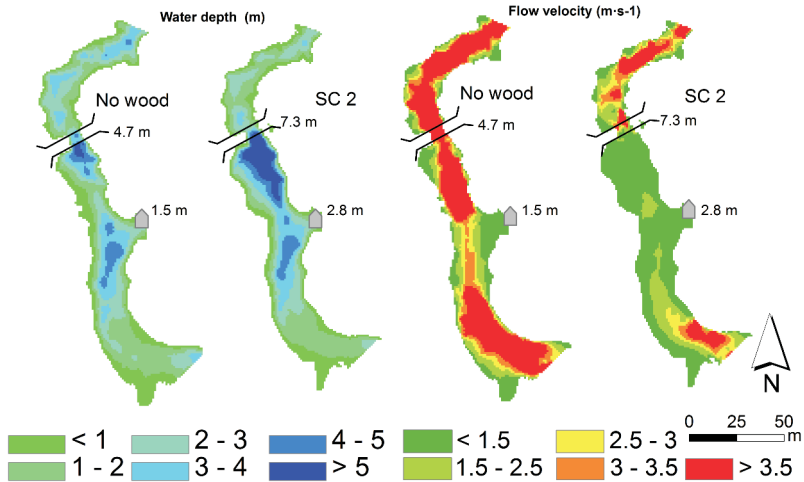 Water depth (m)
Flow velocity (m·s-1)
No wood
4.7 m
1.5 m
SC 2
7.3 m
2.8 m
No wood
4.7 m
1.5 m
SC 2
7.3 m
2.8 m
N
< 1
2 - 3
4 - 5
1 - 2
3 - 4
> 5
< 1.5
2.5 - 3
1.5 - 2.5
3 - 3.5
> 3.5
0 25 50
m